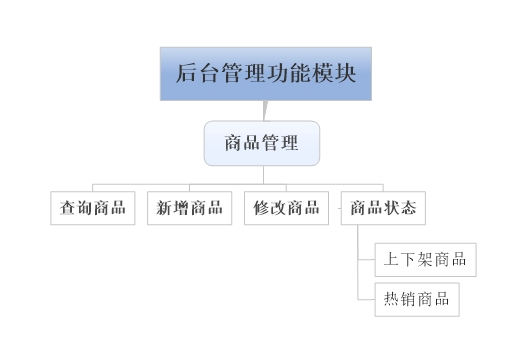 后台管理功能模块
商品管理
查询商品
新增商品
修改商品
商品状态
上下架商品
热销商品